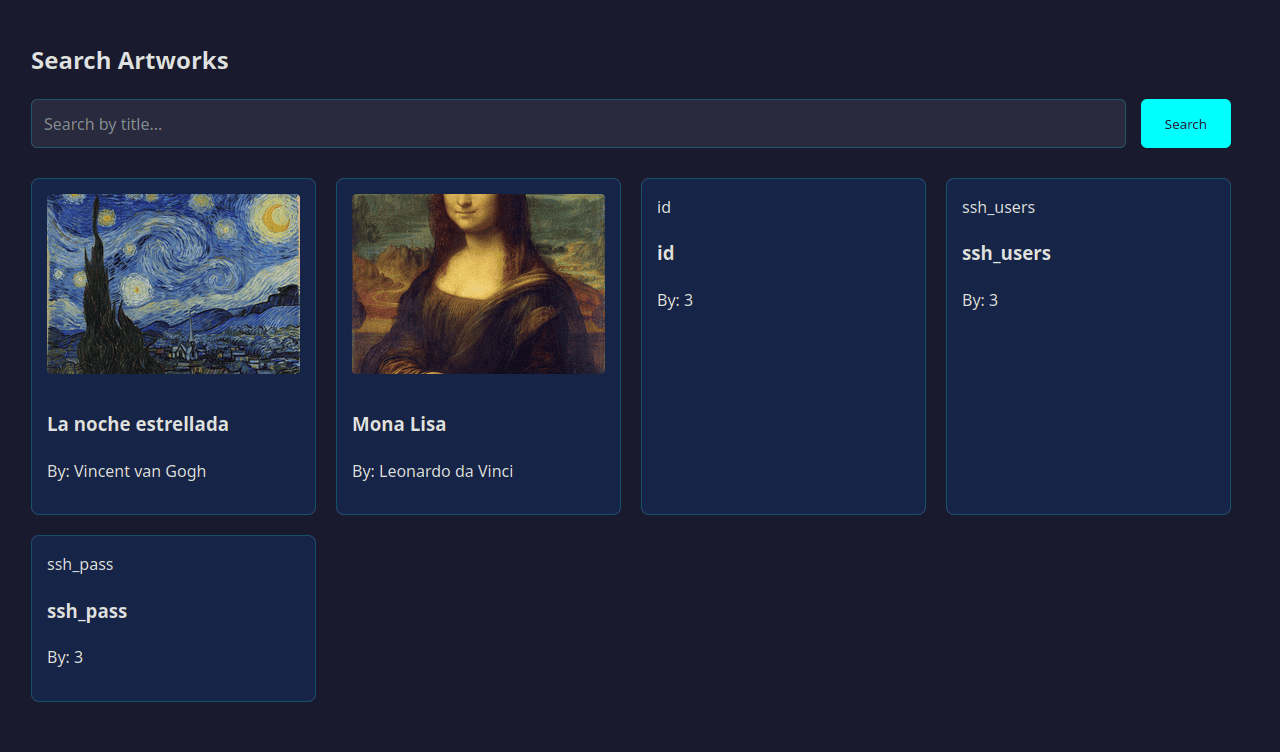 Search Artworks
Search by title...
Search
La noche estrellada
By: Vincent van Gogh
Mona Lisa
By: Leonardo da Vinci
id
id
By: 3
ssh_users
ssh_users
By: 3
ssh_pass
ssh_pass
By: 3